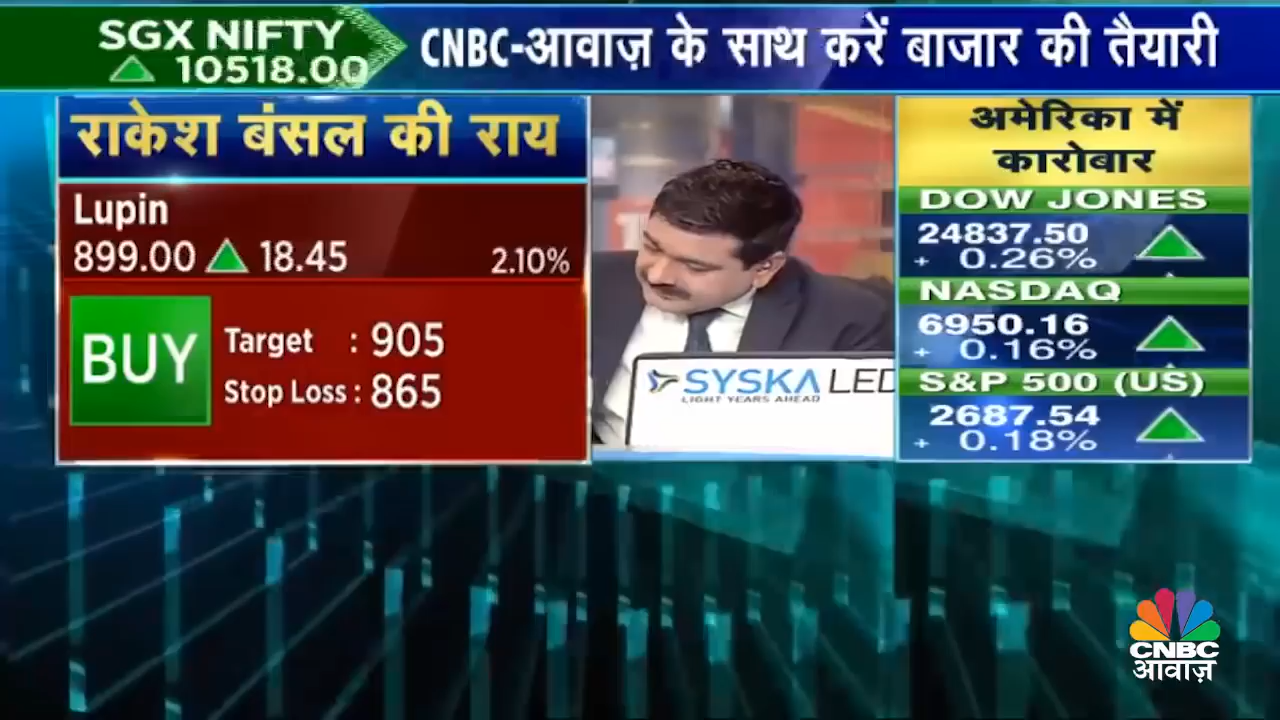 SGX NIFTY
10518.00
CNBC-आवाज़ के साथ करें बाजार की तैयारी
राकेश बंसल की राय
Lupin
899.00 ▲ 18.45 2.10%
BUY
Target : 905
Stop Loss : 865
SYSKA LED
LIGHT YEARS AHEAD
अमेरिका में
कारोबार
DOW JONES
24837.50
+ 0.26%
NASDAQ
6950.16
+ 0.16%
S&P 500 (US)
2687.54
+ 0.18%
CNBC
आवाज़